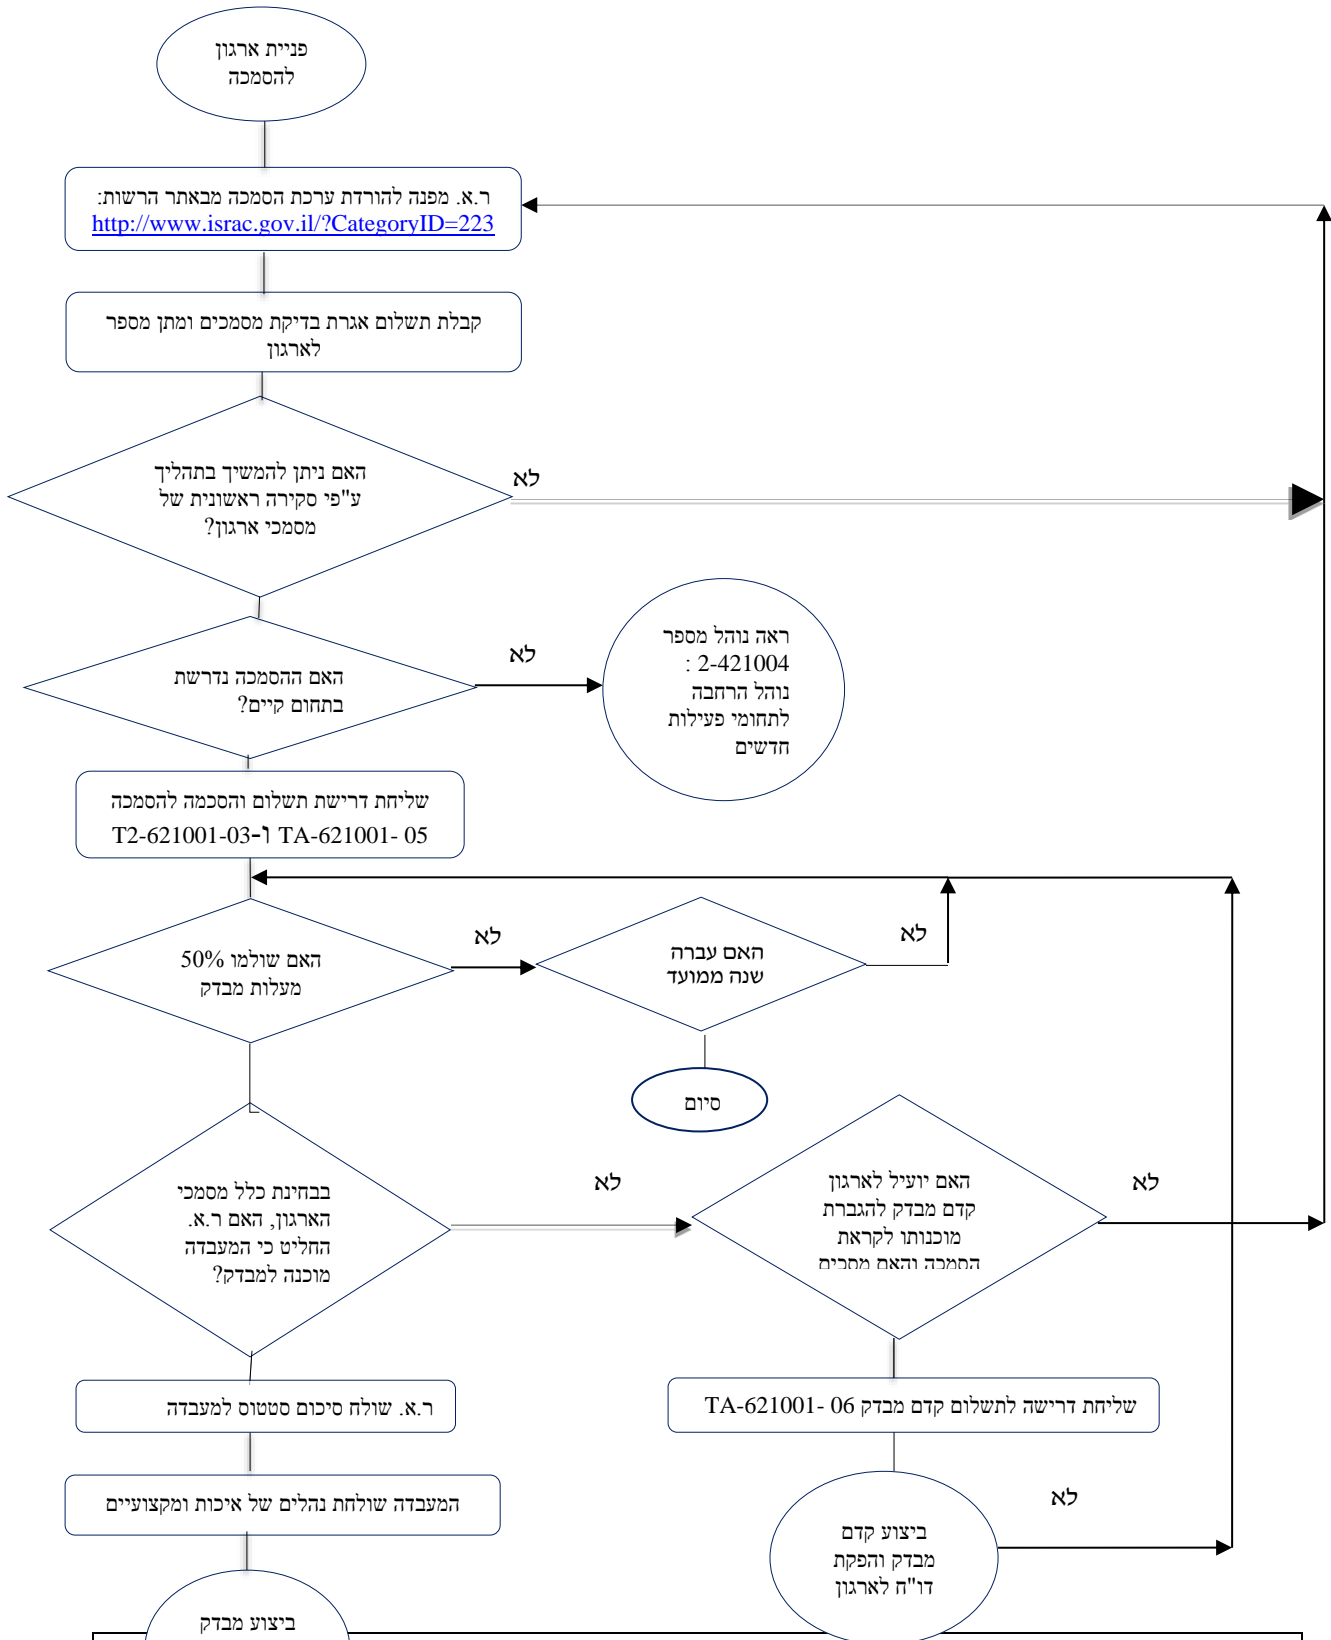 פניית ארגון
להסמכה
ר.א. מפנה להורדת ערכת הסמכה מבאתר הרשות:
http://www.israc.gov.il/?CategoryID=223
קבלת תשלום אגרת בדיקת מסמכים ומתן מספר
לארגון
האם ניתן להמשיך בתהליך
ע"פי סקירה ראשונית של
מסמכי ארגון?
לא
האם ההסמכה נדרשת
בתחום קיים?
לא
ראה נוהל מספר
2-421004 :
נוהל הרחבה
לתחומי פעילות
חדשים
שליחת דרישת תשלום והסכמה להסמכה
TA-621001- 05 ו-T2-621001-03
האם שולמו 50%
מעלות מבדק
לא
האם עברה
שנה ממועד
לא
סיום
בבחינת כלל מסמכי
הארגון, האם ר.א.
החליט כי המעבדה
מוכנה למבדק?
לא
האם יועיל לארגון
קדם מבדק להגברת
מוכנותו לקראת
הסמכה והאם מסכים
לא
ר.א. שולח סיכום סטטוס למעבדה
שליחת דרישה לתשלום קדם מבדק TA-621001- 06
המעבדה שולחת נהלים של איכות ומקצועיים
ביצוע קדם
מבדק והפקת
דו"ח לארגון
לא
ביצוע מבדק